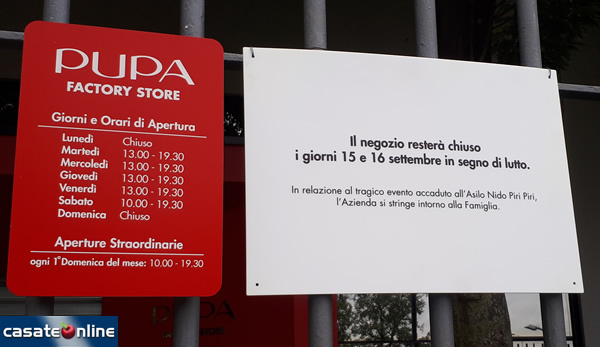 PUPA
FACTORY STORE
Giorni e Orari di Apertura
Lunedì Chiuso
Martedì 13.00 - 19.30
Mercoledì 13.00 - 19.30
Giovedì 13.00 - 19.30
Venerdì 13.00 - 19.30
Sabato 10.00 - 19.30
Domenica Chiuso
Aperture Straordinarie
ogni 1° Domenica del mese: 10.00 - 19.30
Il negozio resterà chiuso
i giorni 15 e 16 settembre in segno di lutto.
In relazione al tragico evento accaduto all'Asilo Nido Piri Piri,
l'Azienda si stringe intorno alla Famiglia.
casateonline